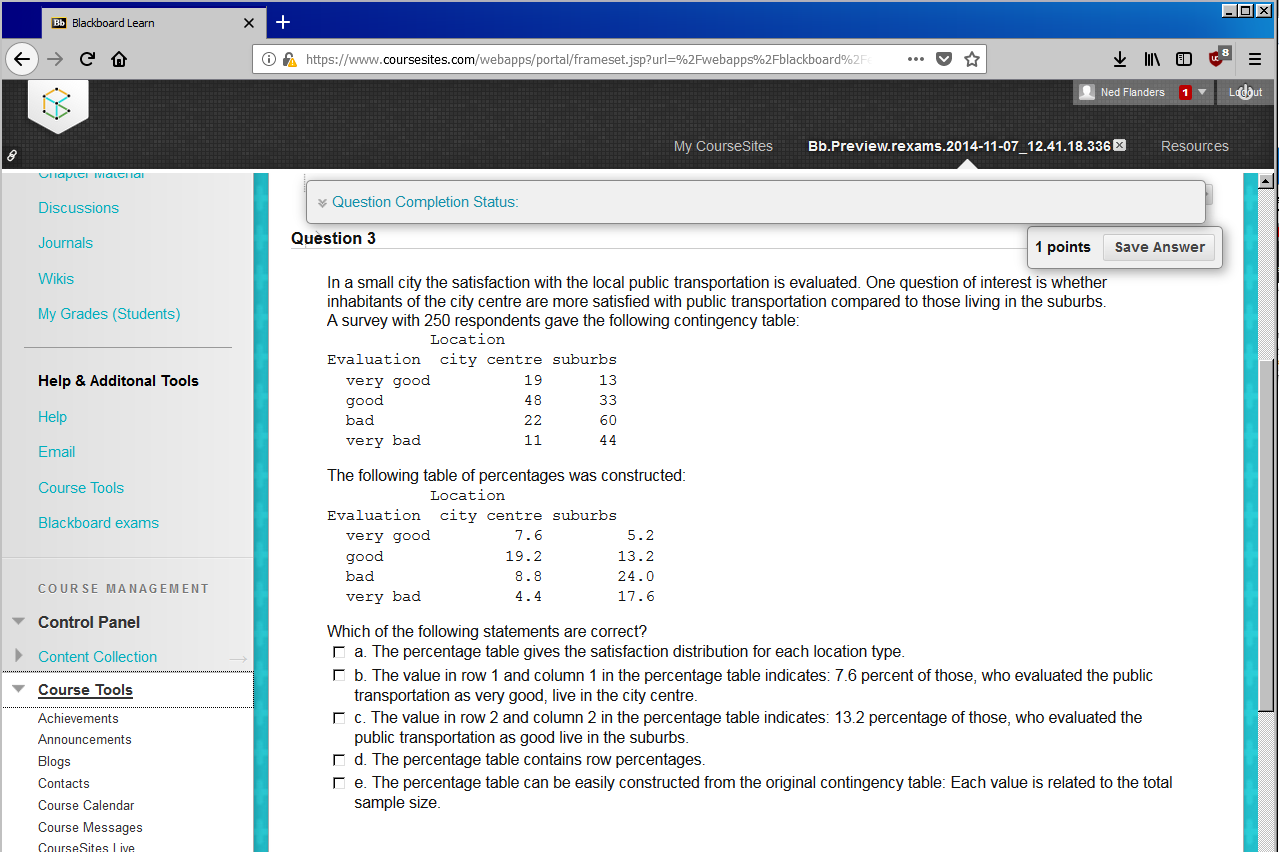 Bb Blackboard Learn
https://www.coursesites.com/webapps/portal/frameset.jsp?url=%2Fwebapps%2Fblackboard%2F
8
Ned Flanders 1 Logout
My CourseSites Bb.Preview.rexams.2014-11-07_12.41.18.336 Resources
Chapter Material
Discussions
Journals
Wikis
My Grades (Students)
Help & Additonal Tools
Help
Email
Course Tools
Blackboard exams
COURSE MANAGEMENT
Control Panel
Content Collection
Course Tools
Achievements
Announcements
Blogs
Contacts
Course Calendar
Course Messages
CourseSites Live
Question Completion Status:
Question 3
1 points Save Answer
In a small city the satisfaction with the local public transportation is evaluated. One question of interest is whether
inhabitants of the city centre are more satisfied with public transportation compared to those living in the suburbs.
A survey with 250 respondents gave the following contingency table:
Location
Evaluation city centre suburbs
very good 19 13
good 48 33
bad 22 60
very bad 11 44
The following table of percentages was constructed:
Location
Evaluation city centre suburbs
very good 7.6 5.2
good 19.2 13.2
bad 8.8 24.0
very bad 4.4 17.6
Which of the following statements are correct?
a. The percentage table gives the satisfaction distribution for each location type.
b. The value in row 1 and column 1 in the percentage table indicates: 7.6 percent of those, who evaluated the public
transportation as very good, live in the city centre.
c. The value in row 2 and column 2 in the percentage table indicates: 13.2 percentage of those, who evaluated the
public transportation as good live in the suburbs.
d. The percentage table contains row percentages.
e. The percentage table can be easily constructed from the original contingency table: Each value is related to the total
sample size.